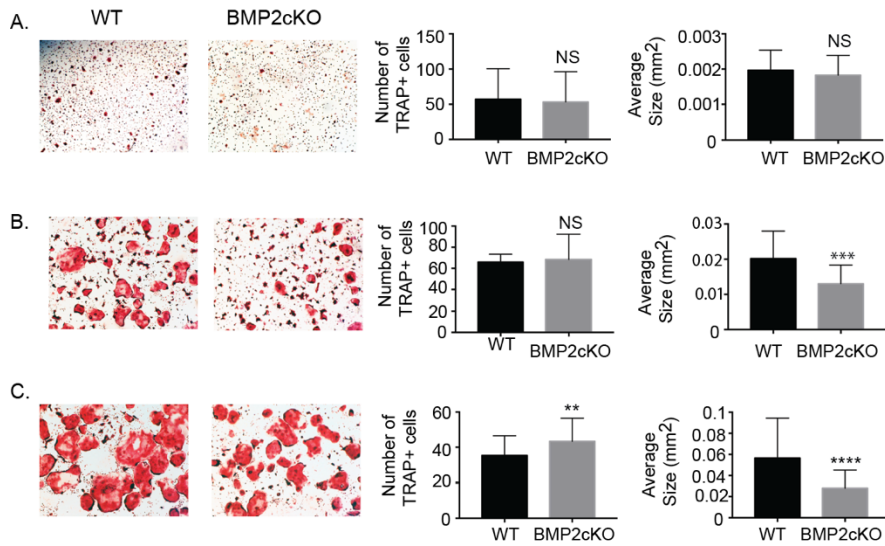 WT
BMP2cKO
A.
Number of
TRAP+ cells
150
100
50
0
NS
WT
BMP2cKO
Average
Size (mm2)
0.003
0.002
0.001
0
NS
WT
BMP2cKO
B.
Number of
TRAP+ cells
100
80
60
40
20
0
NS
WT
BMP2cKO
Average
Size (mm2)
0.03
0.02
0.01
0
***
WT
BMP2cKO
C.
Number of
TRAP+ cells
60
40
20
0
**
WT
BMP2cKO
Average
Size (mm2)
0.1
0.08
0.06
0.04
0.02
0
****
WT
BMP2cKO